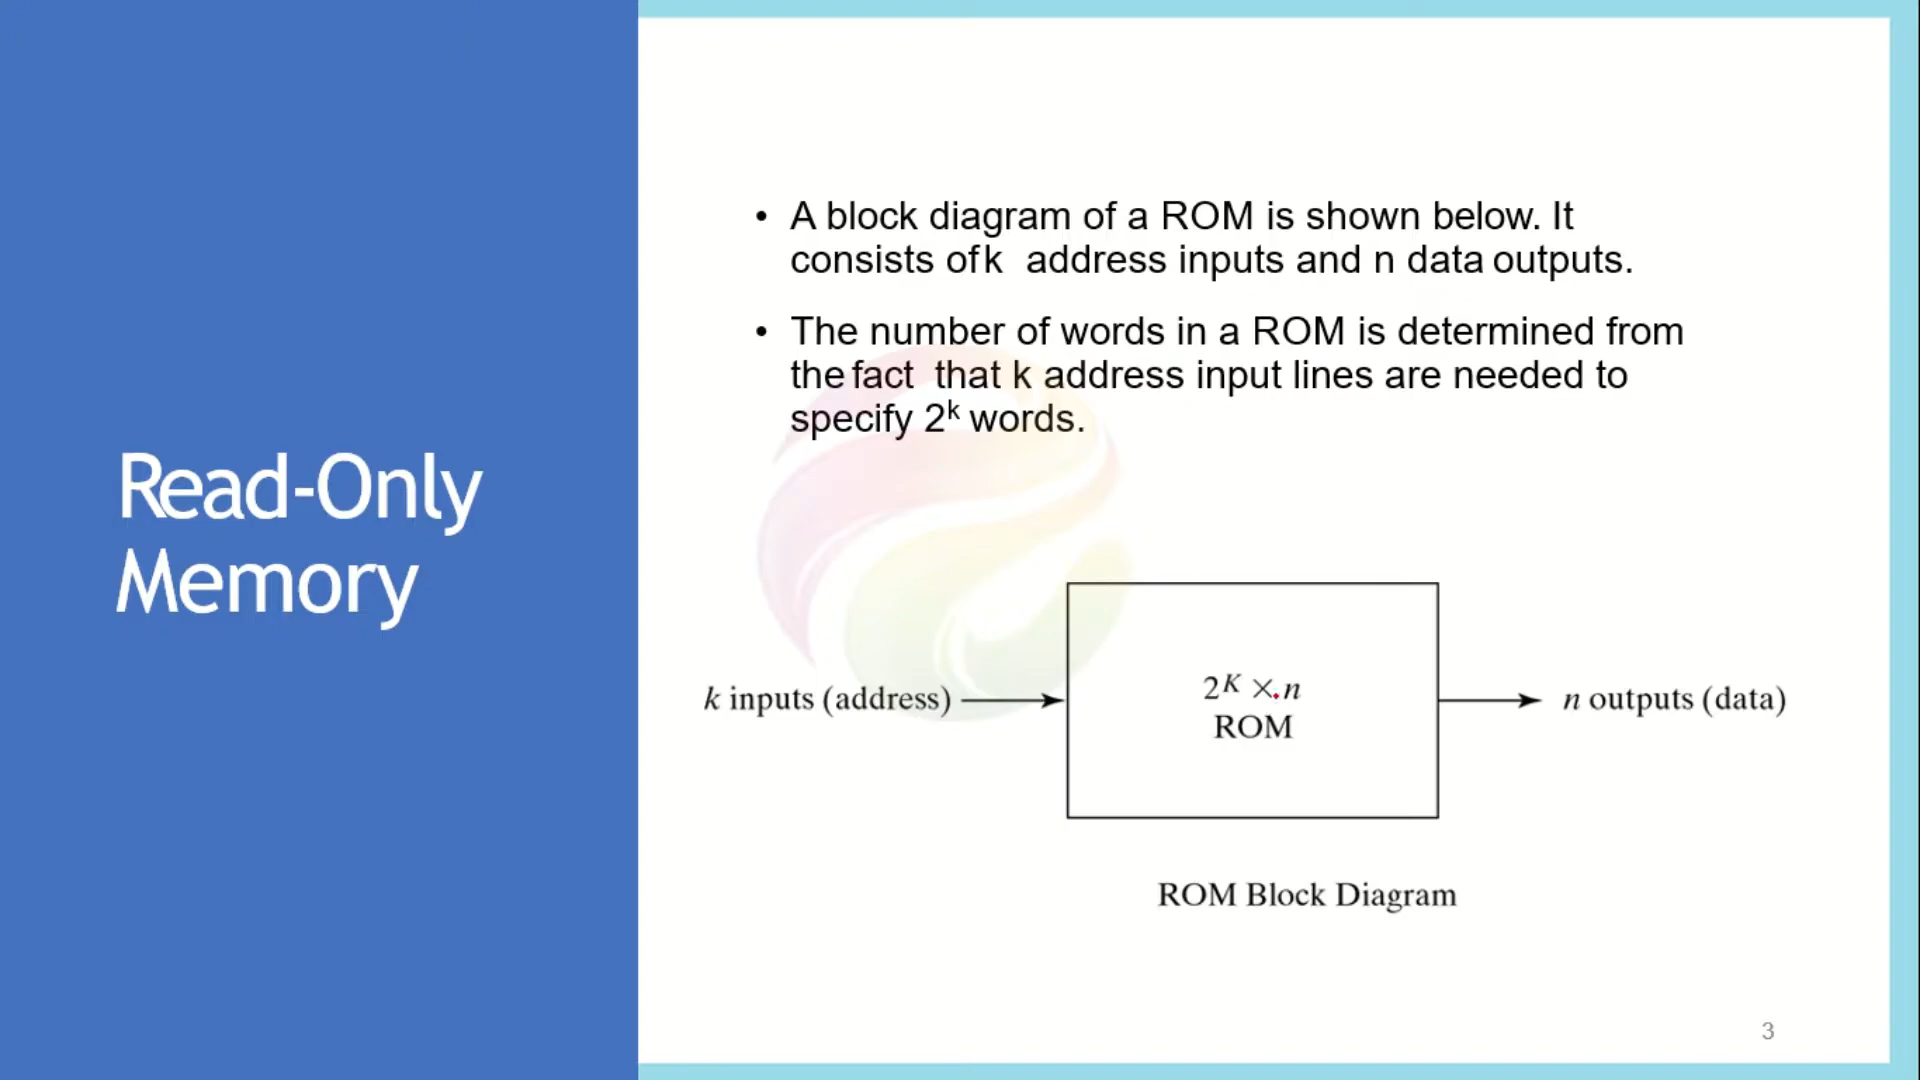 Read-Only
Memory
• A block diagram of a ROM is shown below. It
consists of k address inputs and n data outputs.
• The number of words in a ROM is determined from
the fact that k address input lines are needed to
specify 2ᵏ words.
k inputs (address)
2ᴷ × n
ROM
n outputs (data)
ROM Block Diagram
3